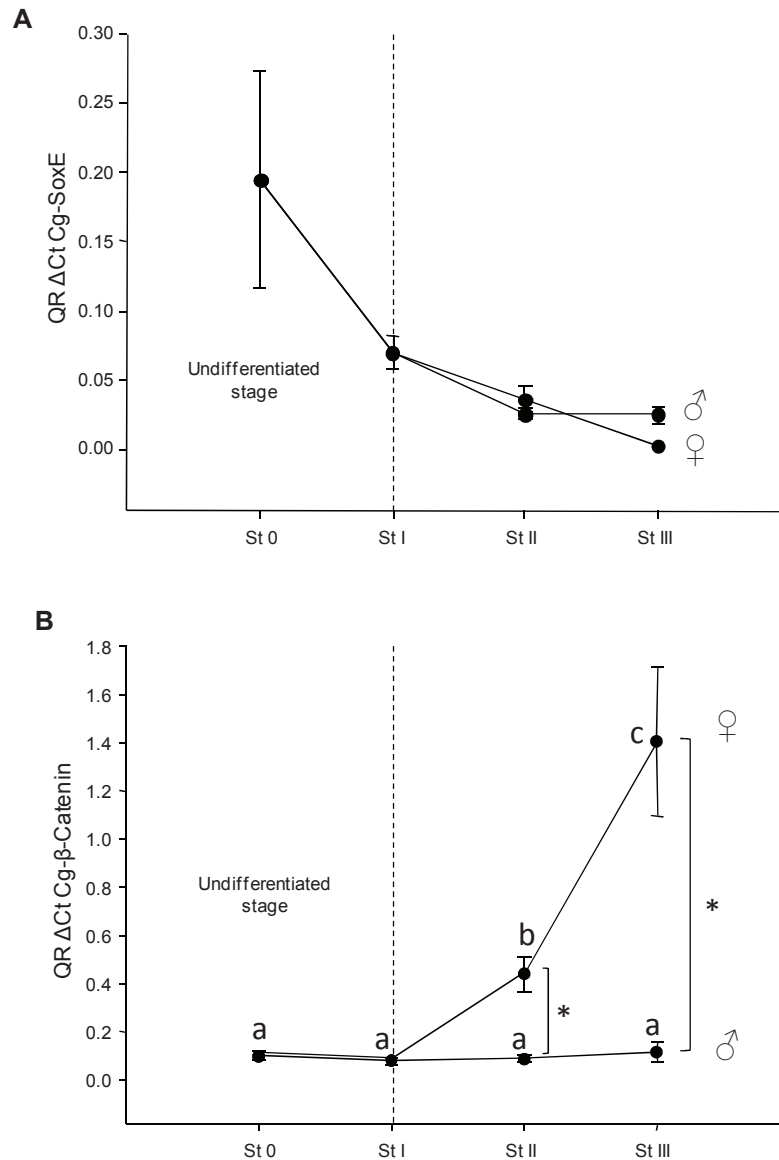 A
QR ΔCt Cg-SoxE
0.30
0.25
0.20
0.15
0.10
0.05
0.00
Undifferentiated
stage
♂
♀
St 0 St I St II St III
B
QR ΔCt Cg-β-Catenin
1.8
1.6
1.4
1.2
1.0
0.8
0.6
0.4
0.2
0.0
Undifferentiated
stage
♀
c
*
b
*
a a a a
♂
St 0 St I St II St III